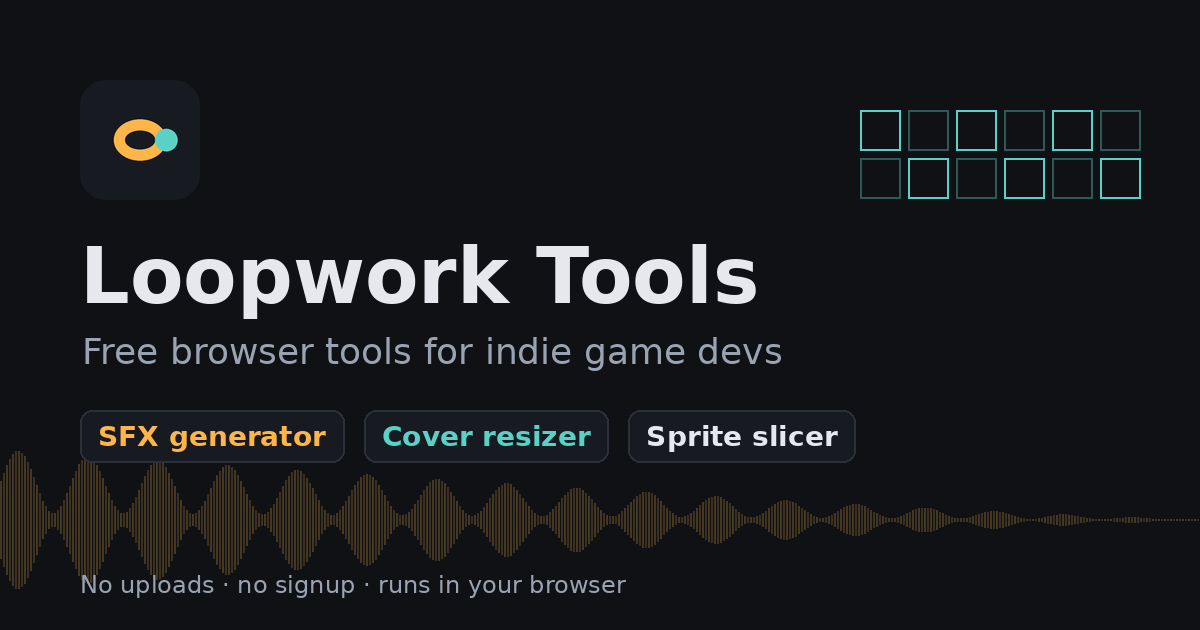 Loopwork Tools
Free browser tools for indie game devs
SFX generator Cover resizer Sprite slicer
No uploads · no signup · runs in your browser